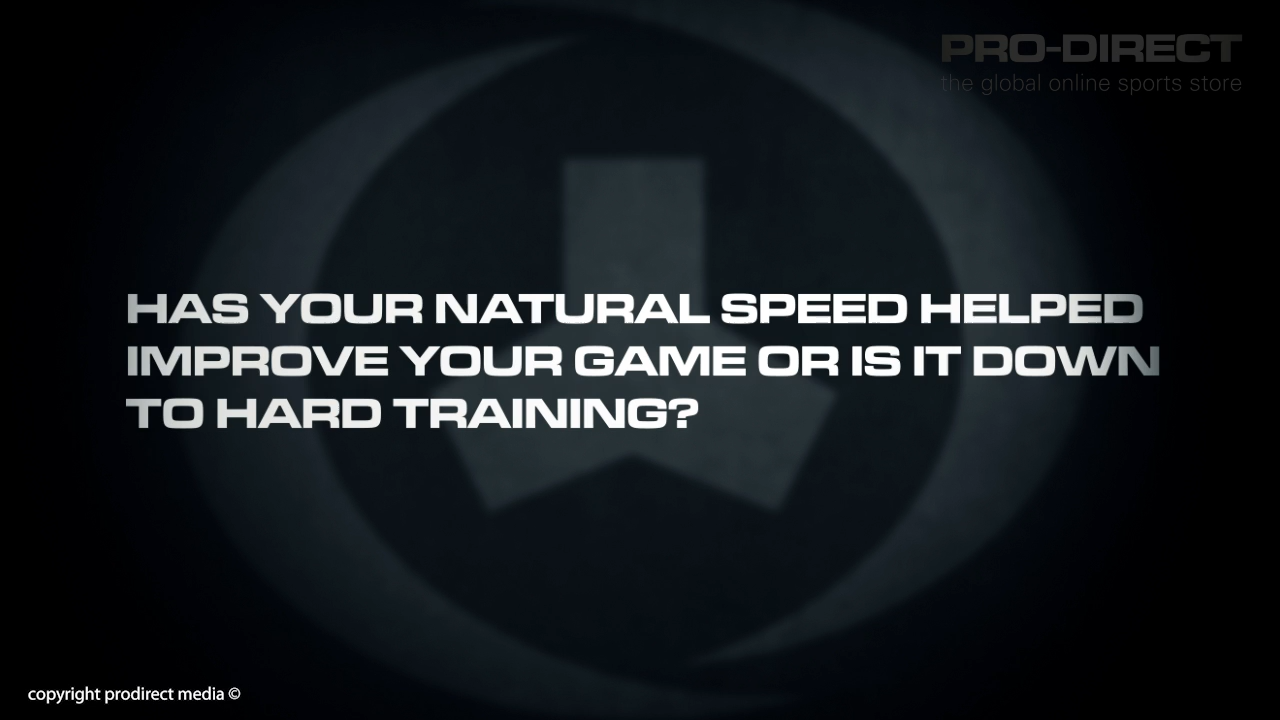 PRO-DIRECT
the global online sports store
HAS YOUR NATURAL SPEED HELPED
IMPROVE YOUR GAME OR IS IT DOWN
TO HARD TRAINING?
copyright prodirect media ©